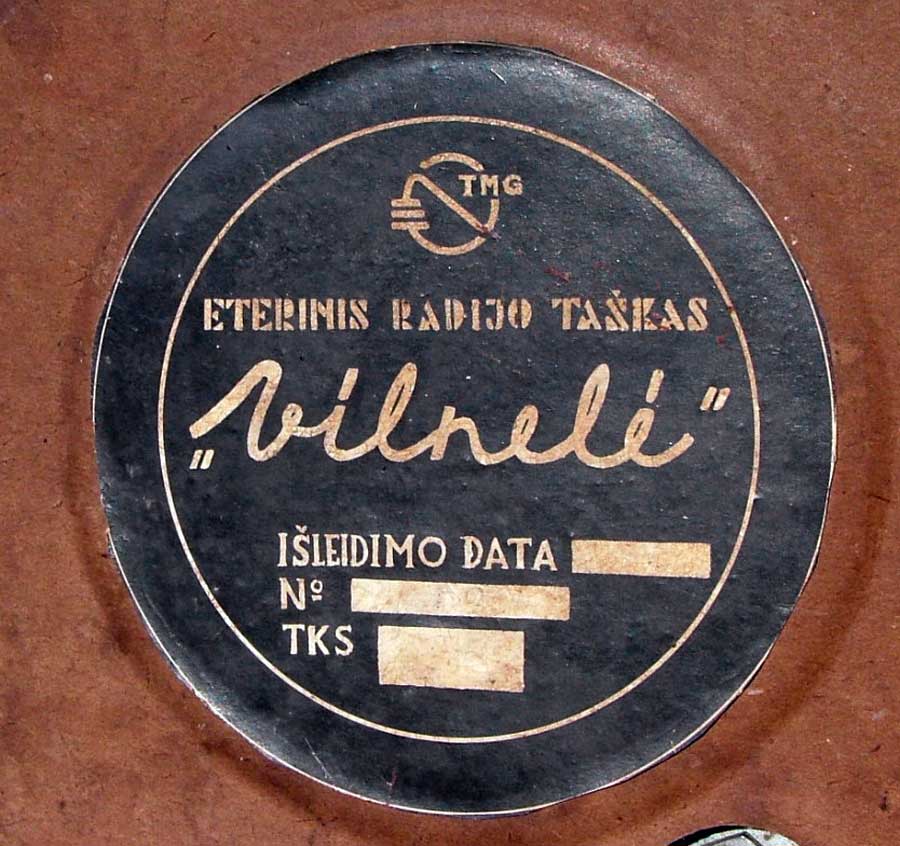 TMG
ETERINIS RADIJO TAŠKAS
„Vilnelė"
IŠLEIDIMO DATA
Nº
TKS